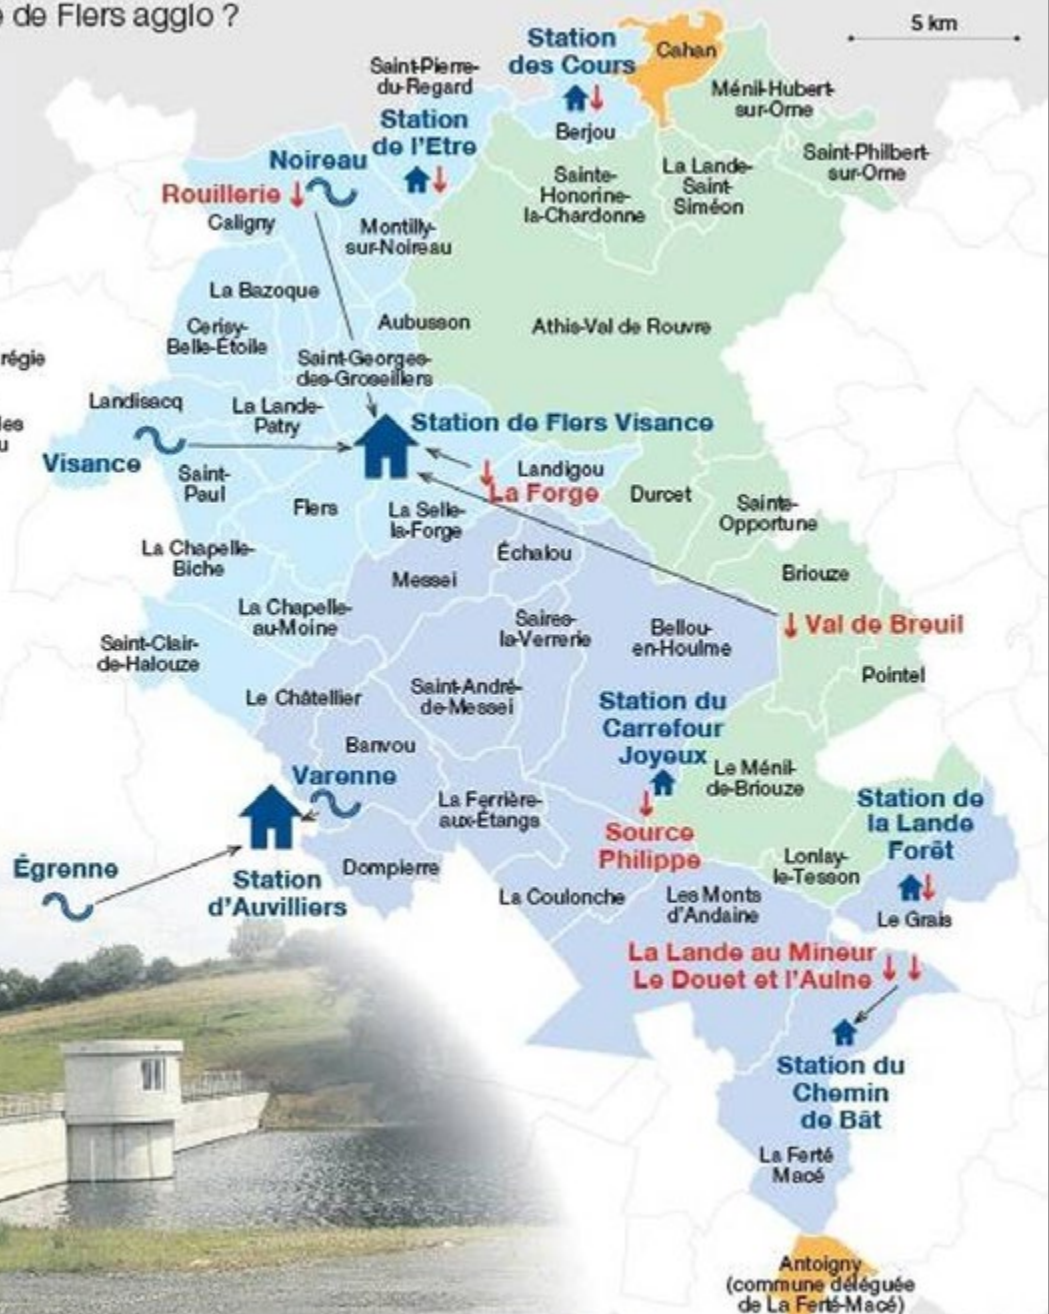 e de Flers agglo ?
5 km
Station
des Cours
Cahan
Saint-Pierre-
du-Regard
Ménil-Hubert-
sur-Orne
Station
de l'Etre
Berjou
Noireau
Sainte-
Honorine-
la-Chardonne
La Lande-
Saint-
Siméon
Saint-Philbert-
sur-Orne
Rouillerie
Caligny
Montilly-
sur-Noireau
La Bazoque
Cerisy-
Belle-Étoile
Aubusson
Athis-Val de Rouvre
régie
Saint-Georges-
des-Groseillers
Landisacq
La Lande-
Patry
Station de Flers Visance
les
u
Visance
Saint-
Paul
Landigou
La Forge
Durcet
Flers
La Selle-
la-Forge
Sainte-
Opportune
La Chapelle-
Biche
Échalou
Messei
Briouze
La Chapelle-
au-Moine
Saires-
la-Verrerie
Bellou-
en-Houlme
Val de Breuil
Saint-Clair-
de-Halouze
Pointel
Le Châtellier
Saint-André-
de-Messei
Station du
Carrefour
Joyeux
Banvou
Varenne
Le Ménil-
de-Briouze
La Ferrière-
aux-Étangs
Station de
la Lande
Forêt
Source
Philippe
Égrenne
Dompierre
Lonlay-
le-Tesson
Station
d'Auvilliers
La Coulonche
Les Monts
d'Andaine
Le Grais
La Lande au Mineur
Le Douet et l'Aulne
Station du
Chemin
de Bât
La Ferté
Macé
Antoigny
(commune déléguée
de La Ferté-Macé)